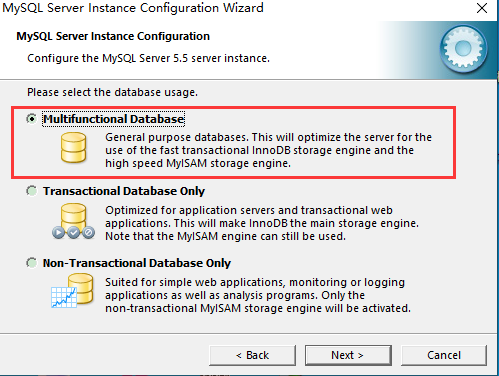 MySQL Server Instance Configuration Wizard
MySQL Server Instance Configuration
Configure the MySQL Server 5.5 server instance.
Please select the database usage.
Multifunctional Database
General purpose databases. This will optimize the server for the
use of the fast transactional InnoDB storage engine and the
high speed MyISAM storage engine.
Transactional Database Only
Optimized for application servers and transactional web
applications. This will make InnoDB the main storage engine.
Note that the MyISAM engine can still be used.
Non-Transactional Database Only
Suited for simple web applications, monitoring or logging
applications as well as analysis programs. Only the
non-transactional MyISAM storage engine will be activated.
< Back
Next >
Cancel